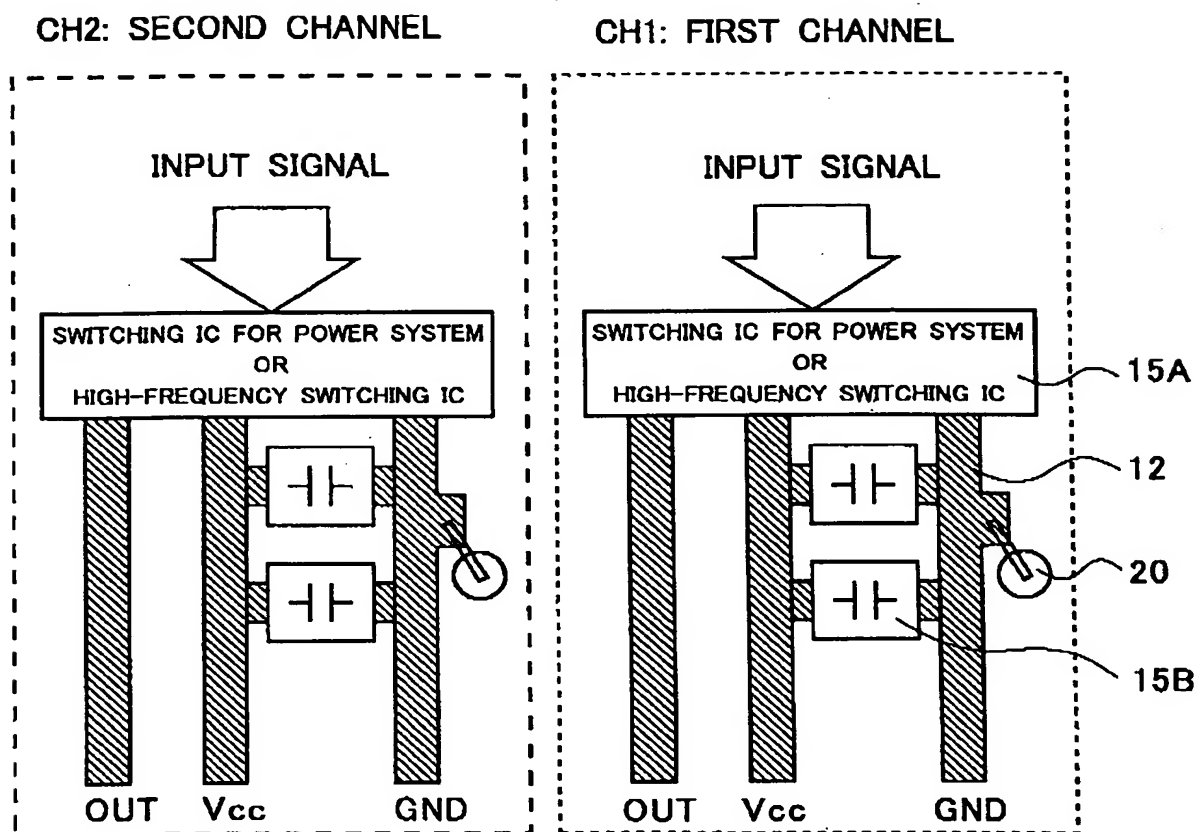 CH2: SECOND CHANNEL
CH1: FIRST CHANNEL
INPUT SIGNAL
INPUT SIGNAL
SWITCHING IC FOR POWER SYSTEM
OR
HIGH-FREQUENCY SWITCHING IC
SWITCHING IC FOR POWER SYSTEM
OR
HIGH-FREQUENCY SWITCHING IC
15A
12
20
15B
OUT Vcc GND
OUT Vcc GND